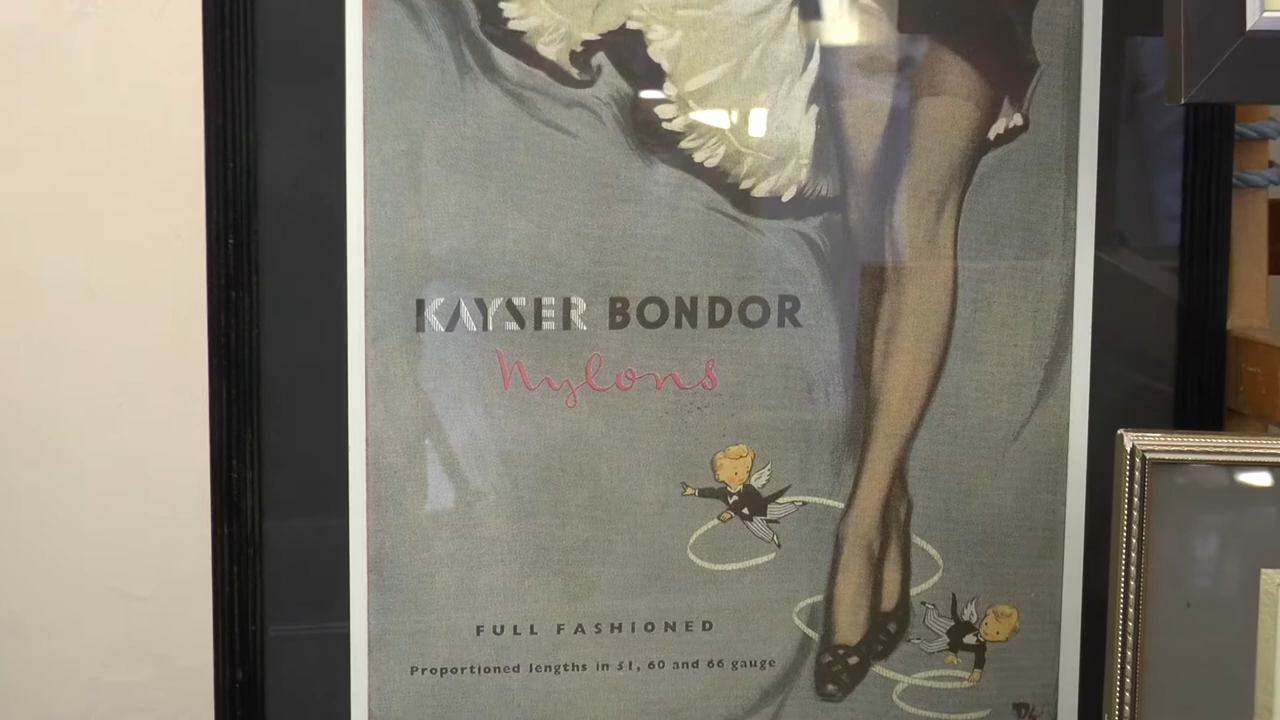 KAYSER BONDOR
Nylons
FULL FASHIONED
Proportioned lengths in 51, 60 and 66 gauge